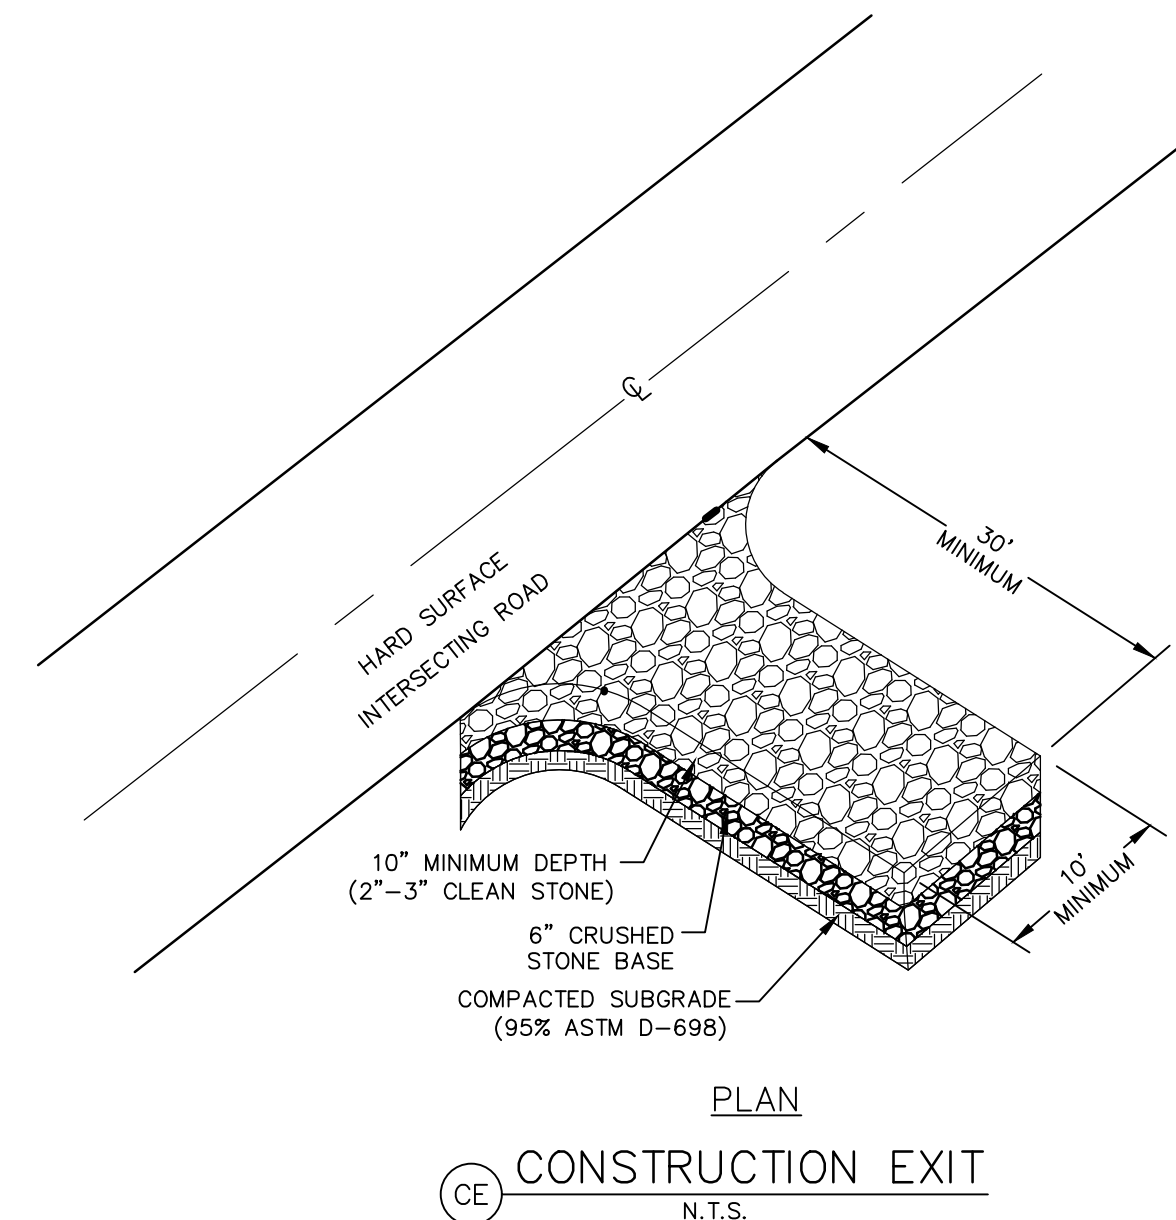 ℄
HARD SURFACE
INTERSECTING ROAD
30'
MINIMUM
10'
MINIMUM
10" MINIMUM DEPTH
(2"-3" CLEAN STONE)
6" CRUSHED
STONE BASE
COMPACTED SUBGRADE
(95% ASTM D-698)
PLAN
CE
CONSTRUCTION EXIT
N.T.S.